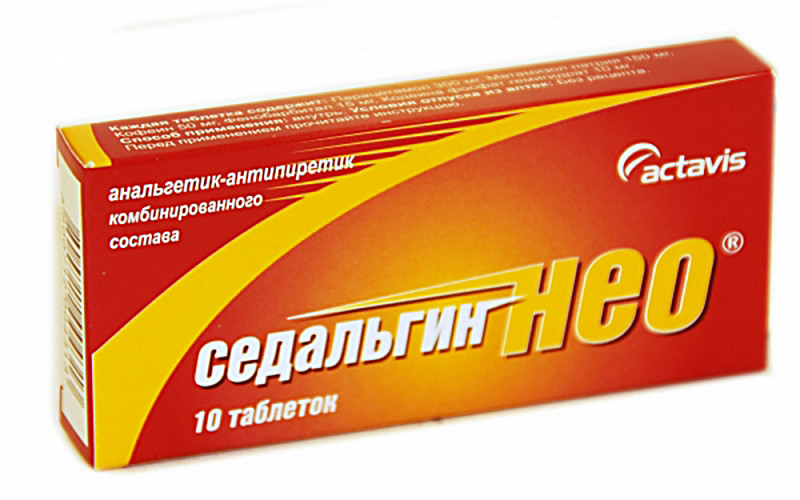 Каждая таблетка содержит: Парацетамол 300 мг, Метамизол натрия 150 мг,
Кофеин 50 мг, Фенобарбитал 15 мг, Кодеина фосфат гемигидрат 10 мг.
Способ применения: внутрь. Условия отпуска из аптек: Без рецепта.
Перед применением прочитайте инструкцию.
actavis
анальгетик-антипиретик
комбинированного
состава
седальгин нео ®
10 таблеток